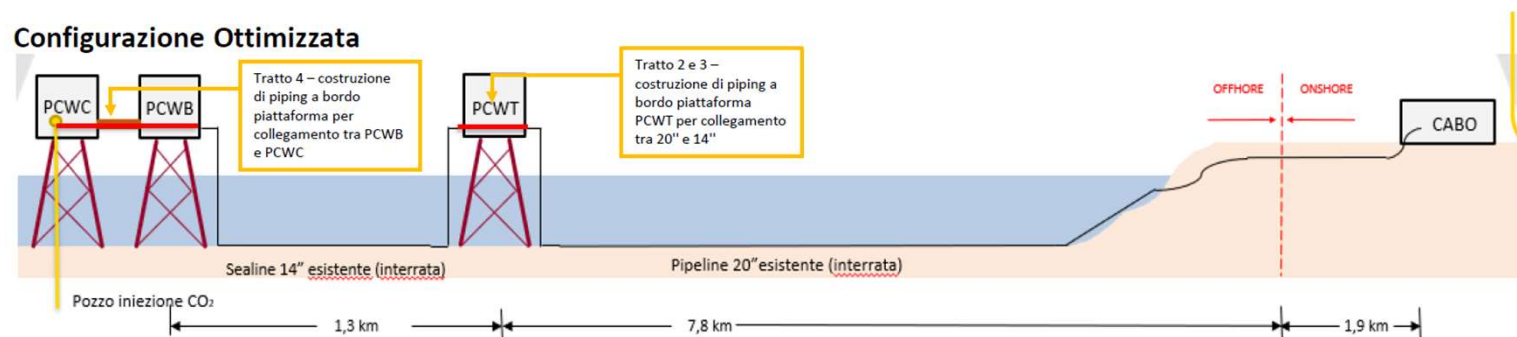 Configurazione Ottimizzata
Tratto 4 – costruzione
di piping a bordo
piattaforma per
collegamento tra PCWB
e PCWC
Tratto 2 e 3 –
costruzione di piping a
bordo piattaforma
PCWT per collegamento
tra 20" e 14"
PCWC
PCWB
PCWT
OFFHORE
ONSHORE
CABO
Sealine 14" esistente (interrata)
Pipeline 20"esistente (interrata)
Pozzo iniezione CO₂
1,3 km
7,8 km
1,9 km